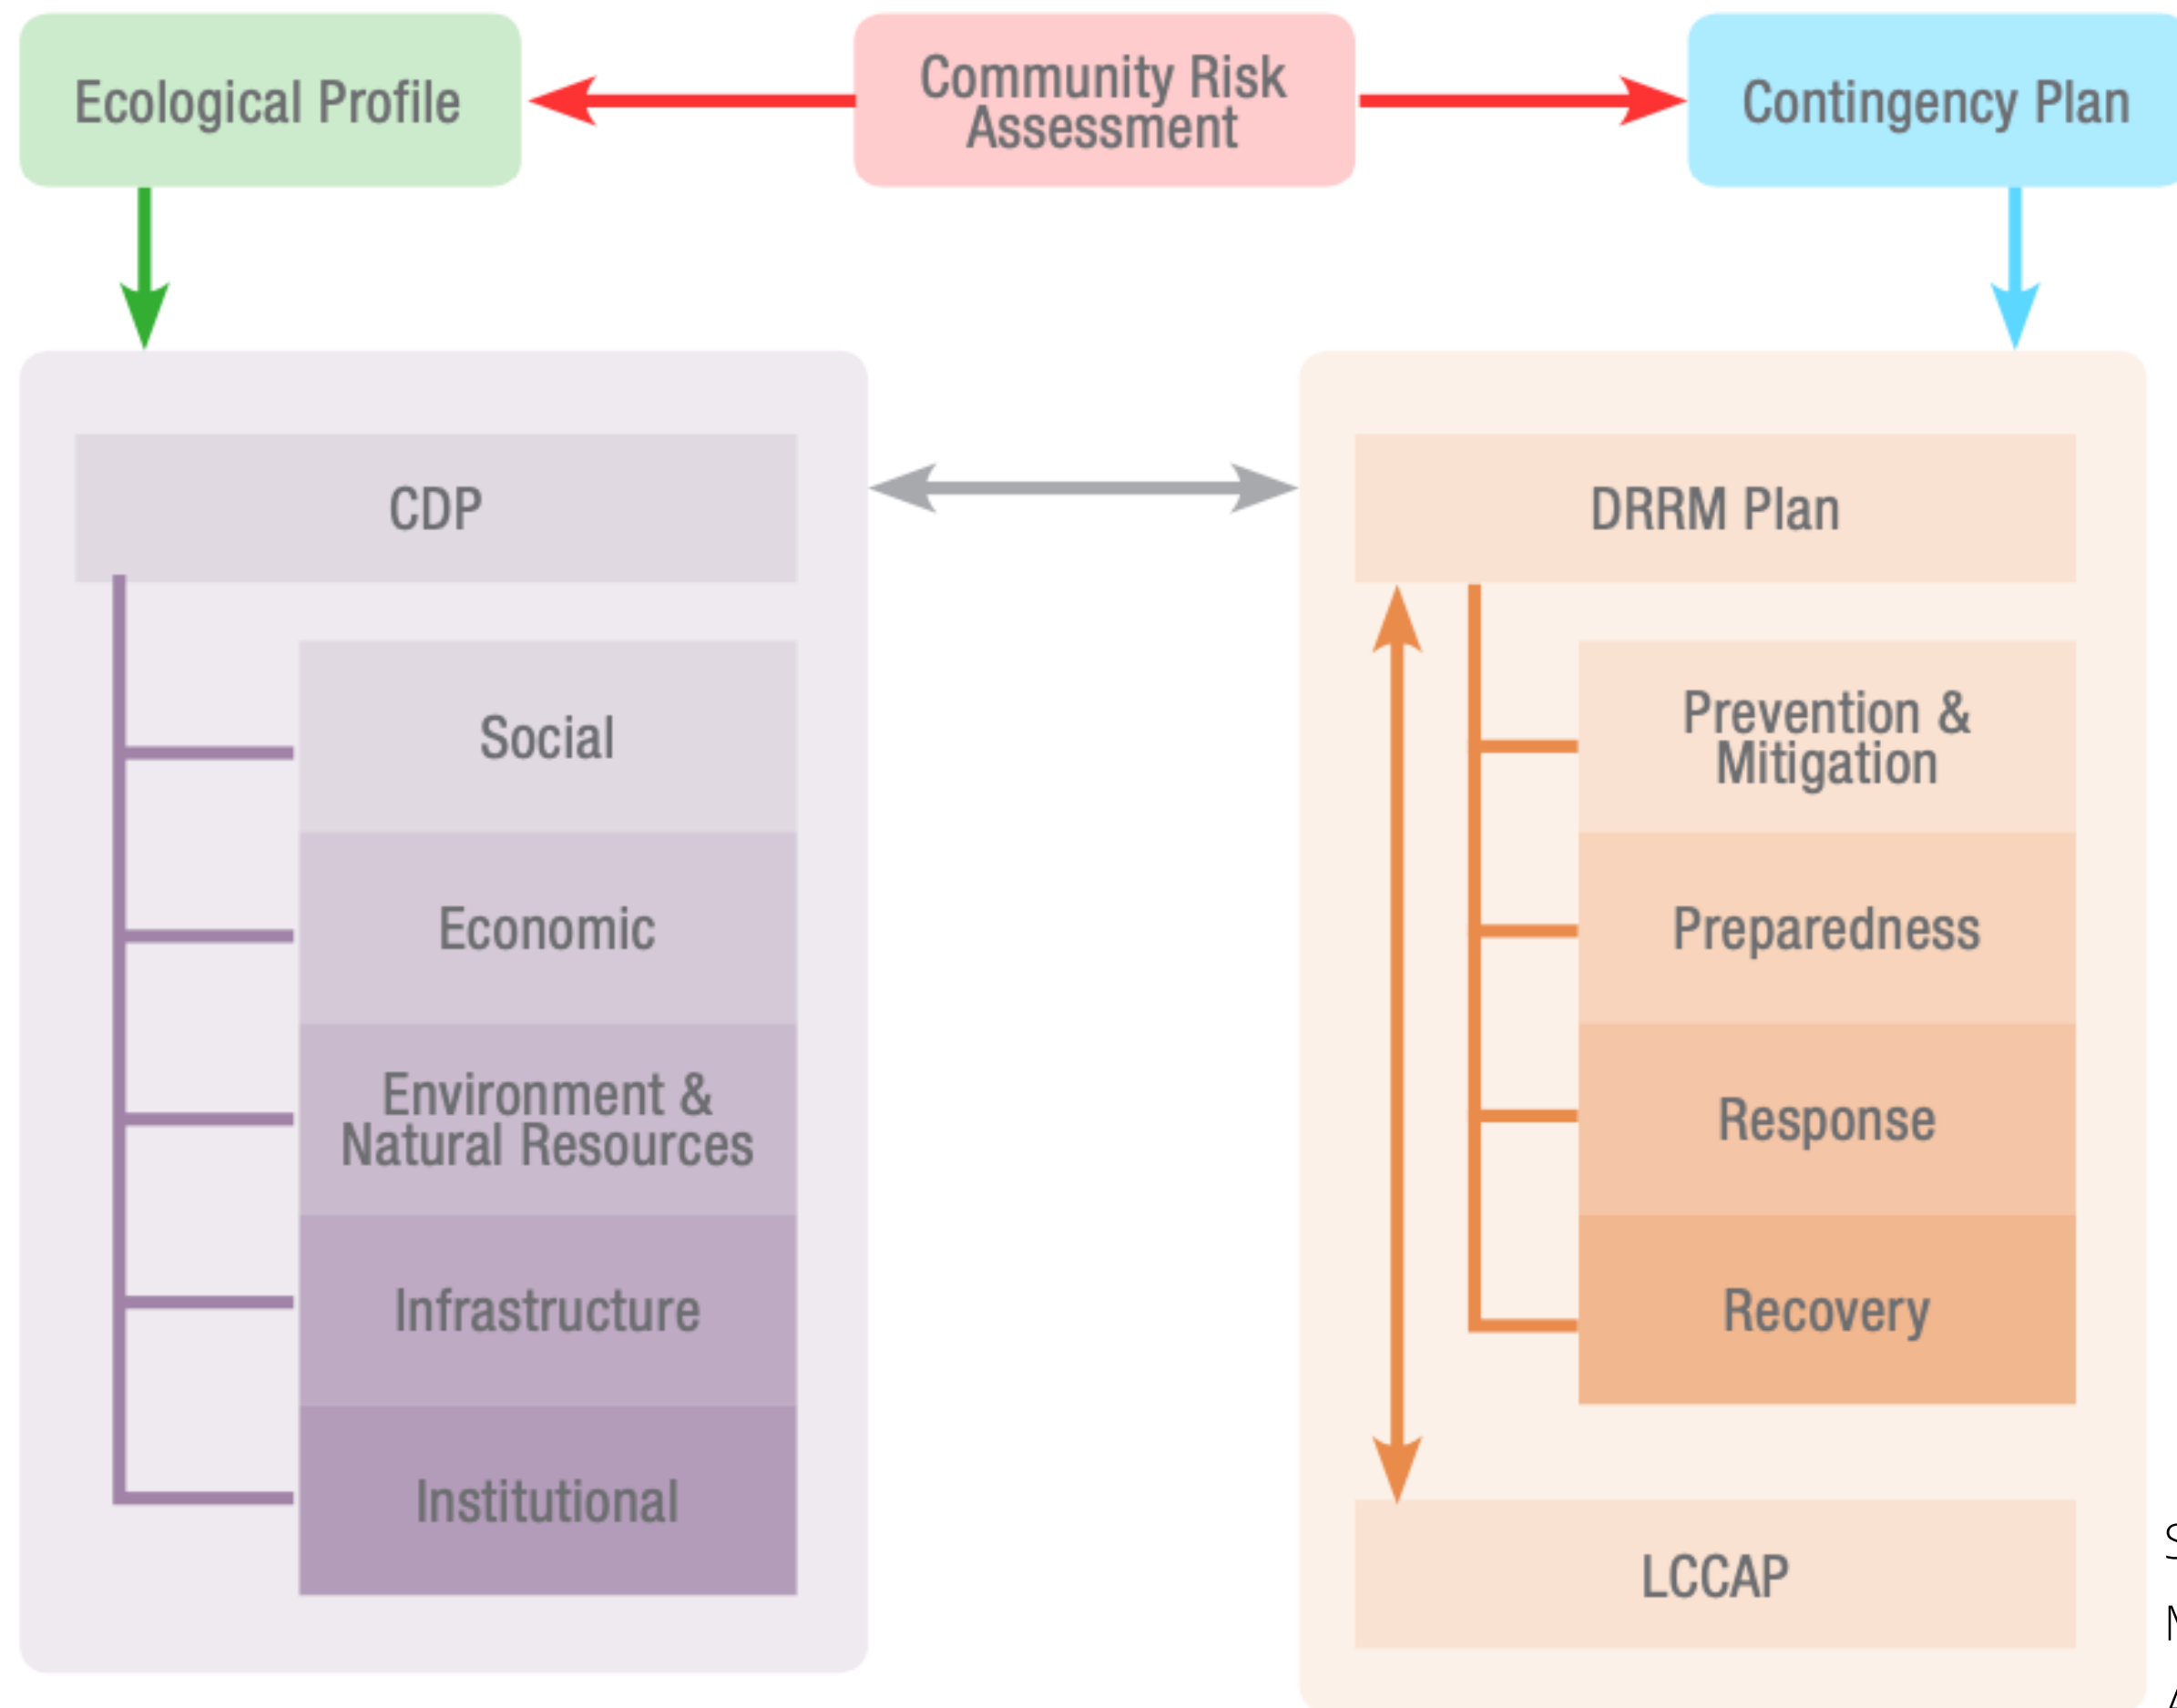 Ecological Profile
Community Risk
Assessment
Contingency Plan
CDP
Social
Economic
Environment &
Natural Resources
Infrastructure
Institutional
DRRM Plan
Prevention &
Mitigation
Preparedness
Response
Recovery
LCCAP